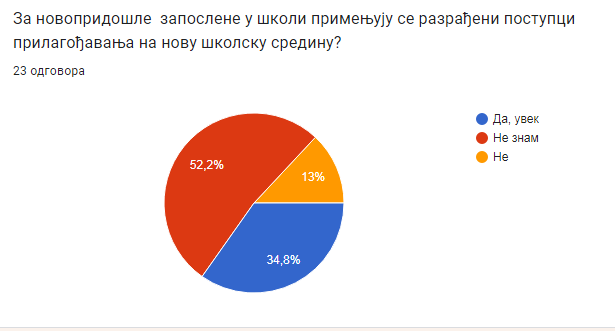 За новопридошле  запослене у школи примењују се разрађени поступци
прилагођавања на нову школску средину?
23 одговора
52,2%
13%
34,8%
Да, увек
Не знам
Не